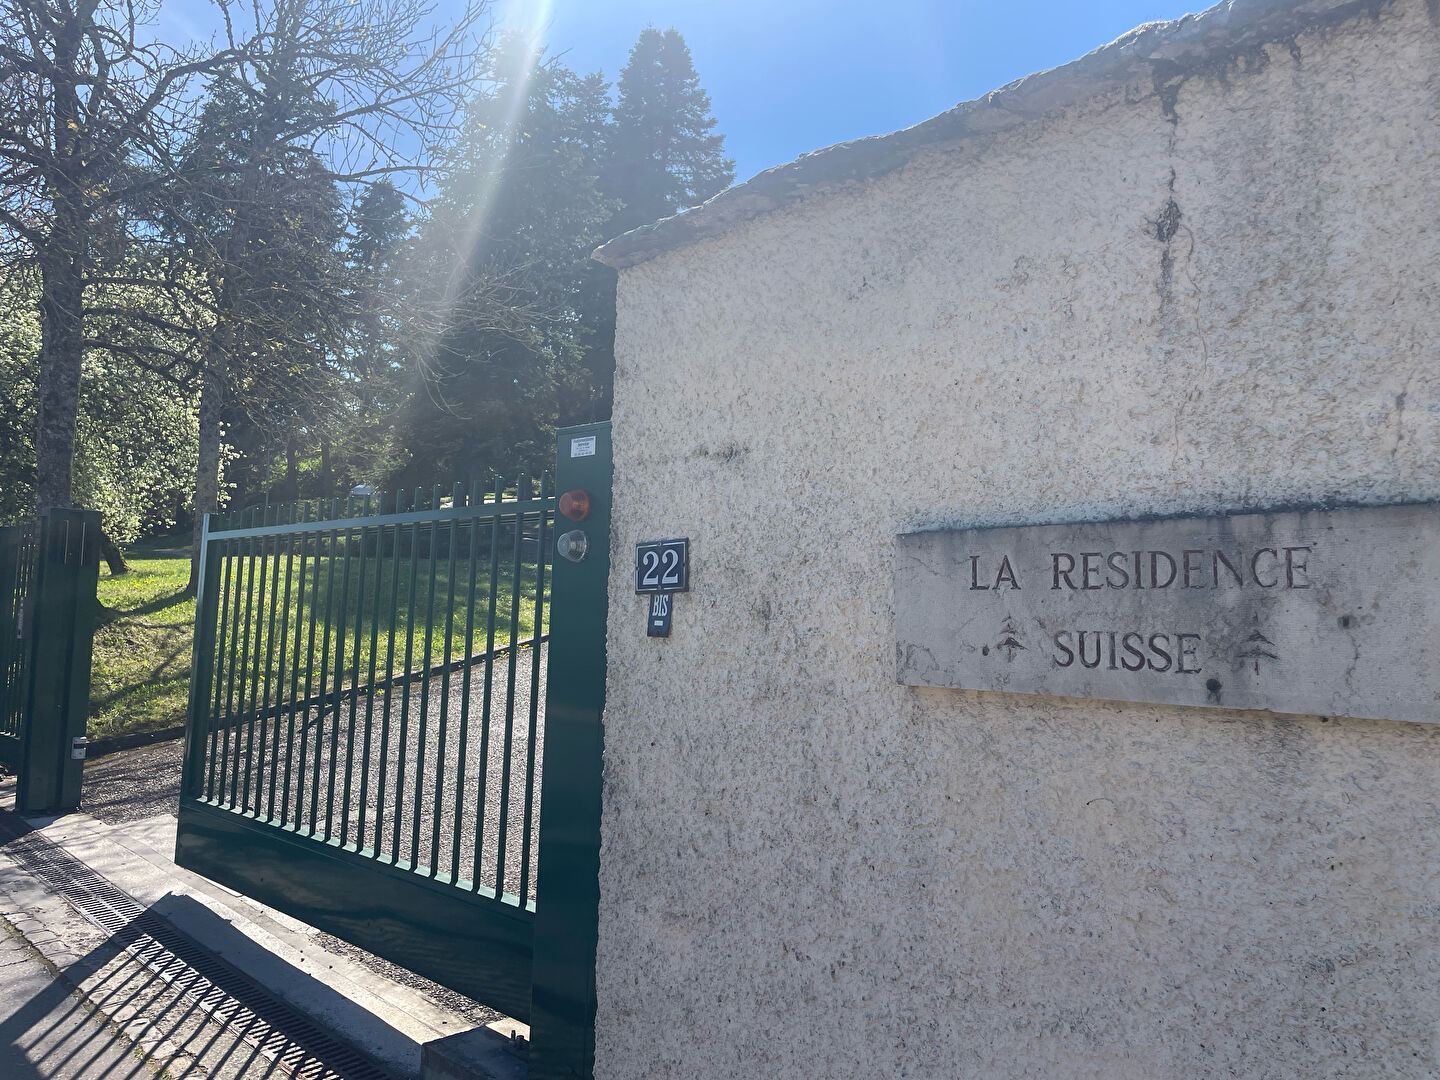 22
BIS
LA RESIDENCE
SUISSE